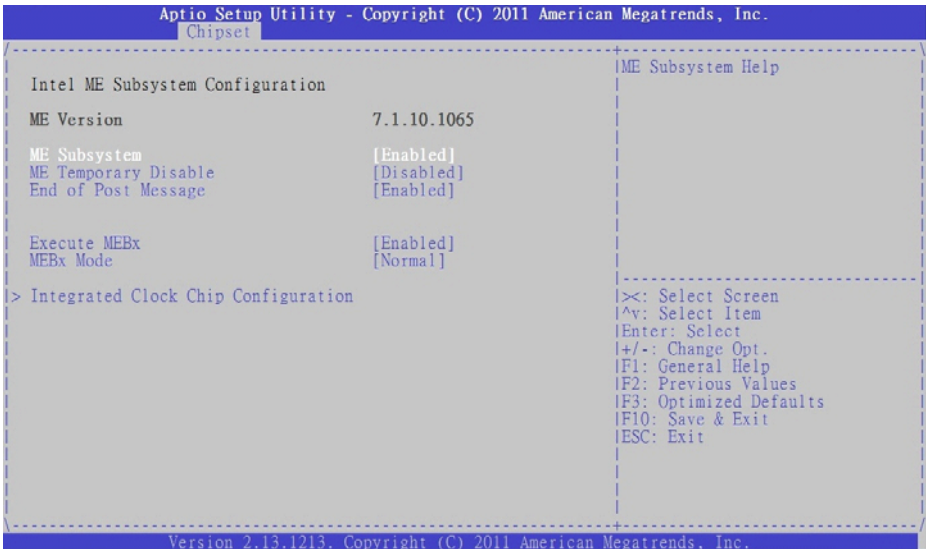 Aptio Setup Utility - Copyright (C) 2011 American Megatrends, Inc.
Chipset
Intel ME Subsystem Configuration
ME Version 7.1.10.1065
ME Subsystem [Enabled]
ME Temporary Disable [Disabled]
End of Post Message [Enabled]
Execute MEBx [Enabled]
MEBx Mode [Normal]
> Integrated Clock Chip Configuration
ME Subsystem Help
><: Select Screen
^v: Select Item
Enter: Select
+/-: Change Opt.
F1: General Help
F2: Previous Values
F3: Optimized Defaults
F10: Save & Exit
ESC: Exit
Version 2.13.1213. Copyright (C) 2011 American Megatrends, Inc.